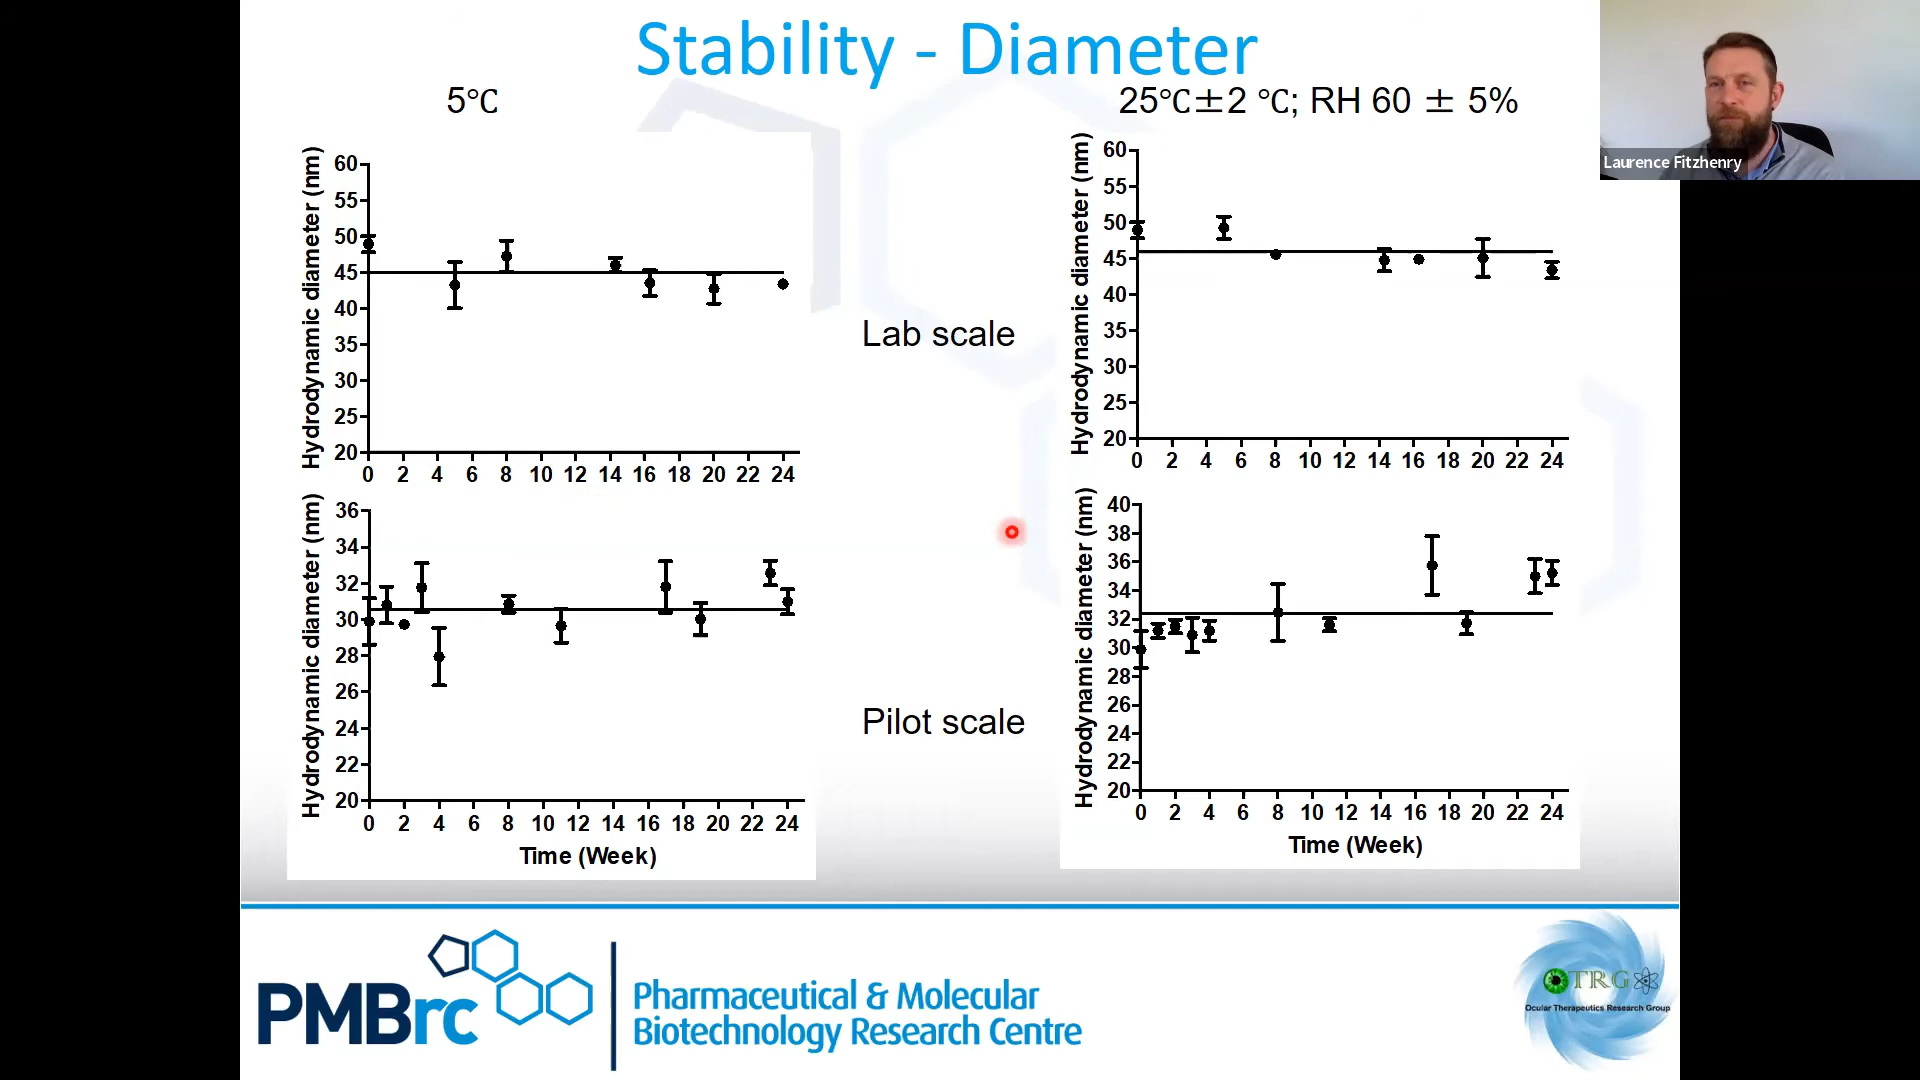 Stability - Diameter
5℃
25℃±2 ℃; RH 60 ± 5%
Laurence Fitzhenry
Hydrodynamic diameter (nm)
60
55
50
45
40
35
30
25
20
0 2 4 6 8 10 12 14 16 18 20 22 24
Hydrodynamic diameter (nm)
60
55
50
45
40
35
30
25
20
0 2 4 6 8 10 12 14 16 18 20 22 24
Lab scale
Hydrodynamic diameter (nm)
36
34
32
30
28
26
24
22
20
0 2 4 6 8 10 12 14 16 18 20 22 24
Time (Week)
Hydrodynamic diameter (nm)
40
38
36
34
32
30
28
26
24
22
20
0 2 4 6 8 10 12 14 16 18 20 22 24
Time (Week)
Pilot scale
PMBrc
Pharmaceutical & Molecular
Biotechnology Research Centre
OTRG
Ocular Therapeutics Research Group